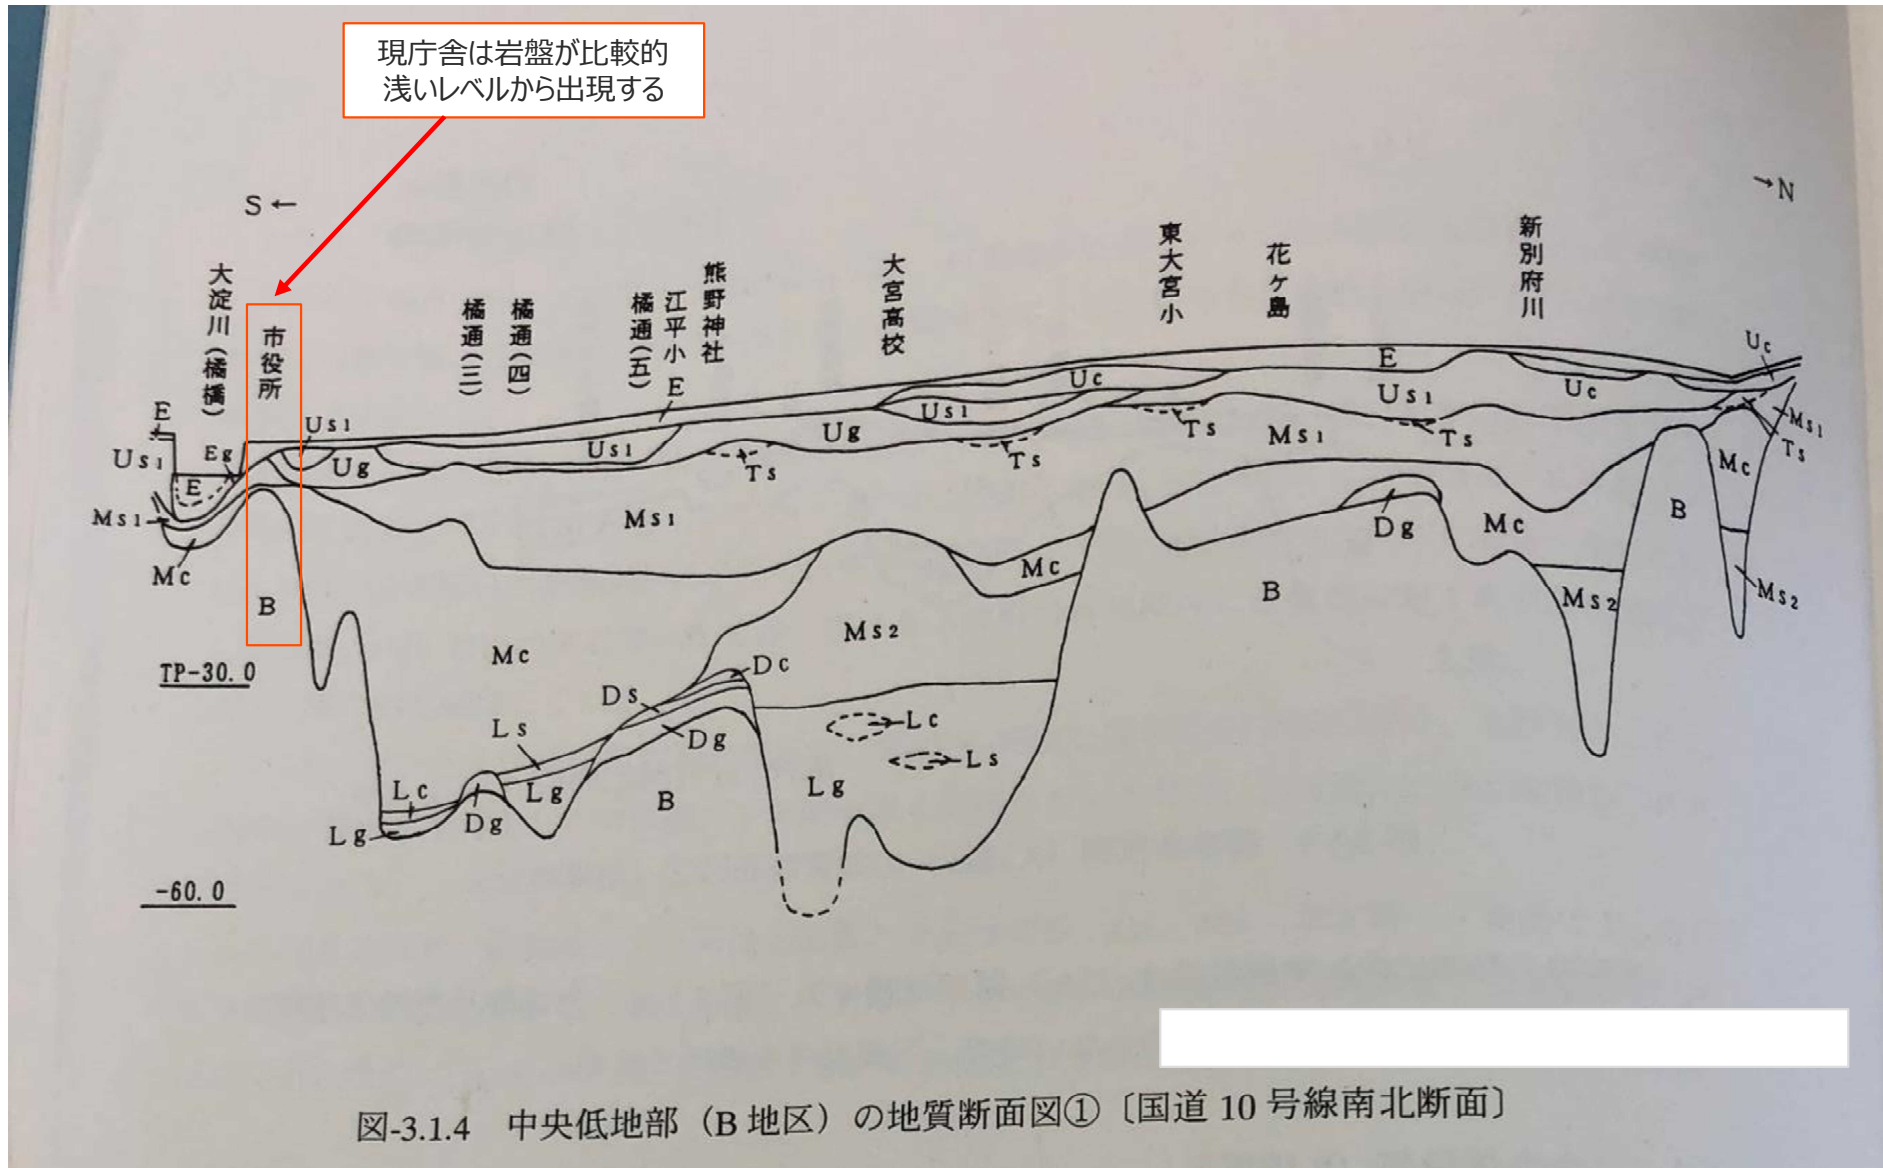 現庁舎は岩盤が比較的
浅いレベルから出現する
S ←
→N
大淀川(橘橋)
市役所
橘通(三)
橘通(四)
橘通(五)
江平小
熊野神社
大宮高校
東大宮小
花ヶ島
新別府川
E
Us1
Eg
E
Us1
Ug
Us1
E
Ug
Us1
Uc
E
Us1
Uc
Uc
Ts
Ts
Ts
Ts
Ts
Ms1
Ms1
Ms1
Ms1
Mc
Mc
Mc
Mc
Mc
B
B
B
B
Ms2
Ms2
Ms2
Dc
Ds
Dg
Dg
Dg
Ls
Lc
Lg
Lg
Lc
Ls
Lg
TP-30.0
-60.0
図-3.1.4 中央低地部（B 地区）の地質断面図①〔国道 10 号線南北断面〕